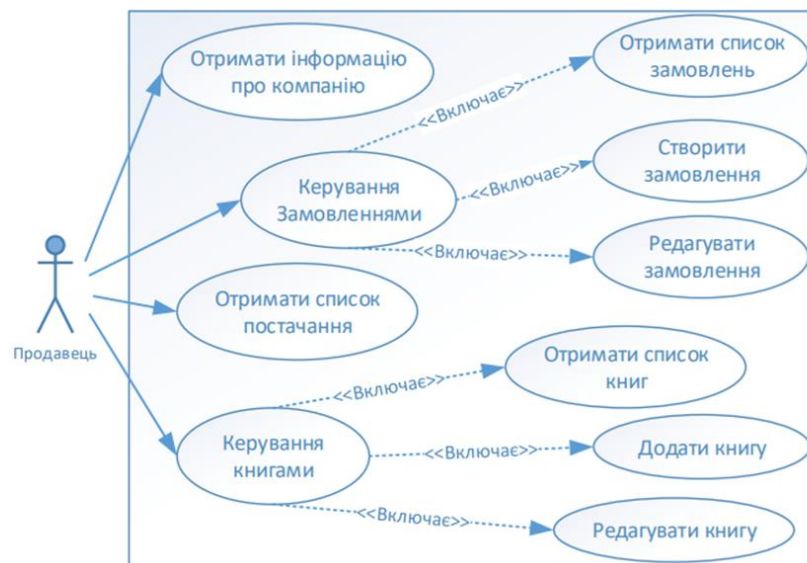 Отримати інформацію
про компанію
Отримати список
замовлень
<<Включає>>
Керування
Замовленнями
<<Включає>>
Створити
замовлення
<<Включає>>
Редагувати
замовлення
Продавець
Отримати список
постачання
Отримати список
книг
<<Включає>>
Керування
книгами
<<Включає>>
Додати книгу
<<Включає>>
Редагувати книгу